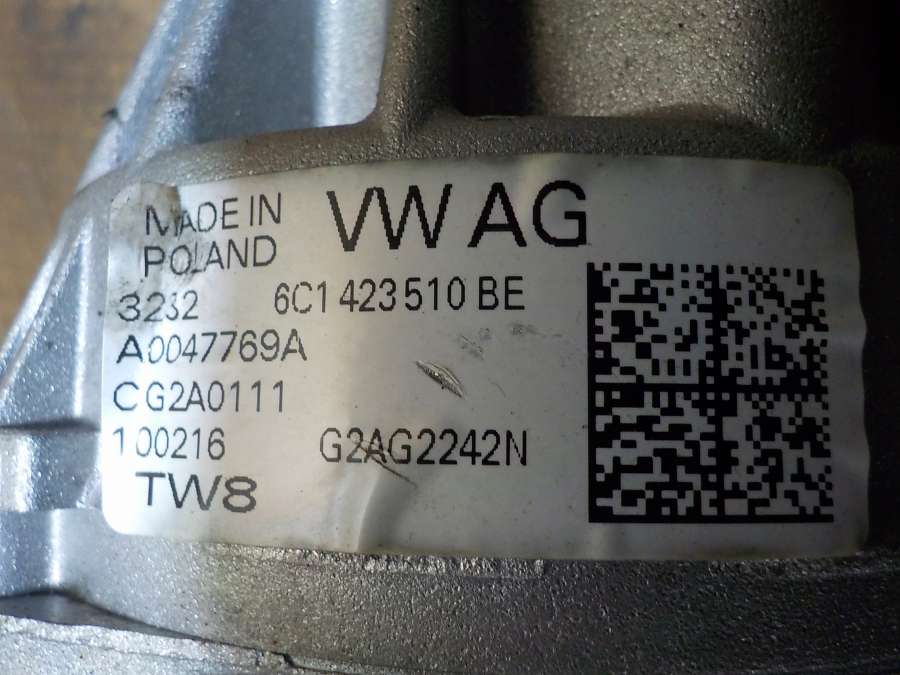 MADE IN
POLAND
VW AG
3232 6C1 423 510 BE
A0047769A
CG2A0111
100216 G2AG2242N
TW8